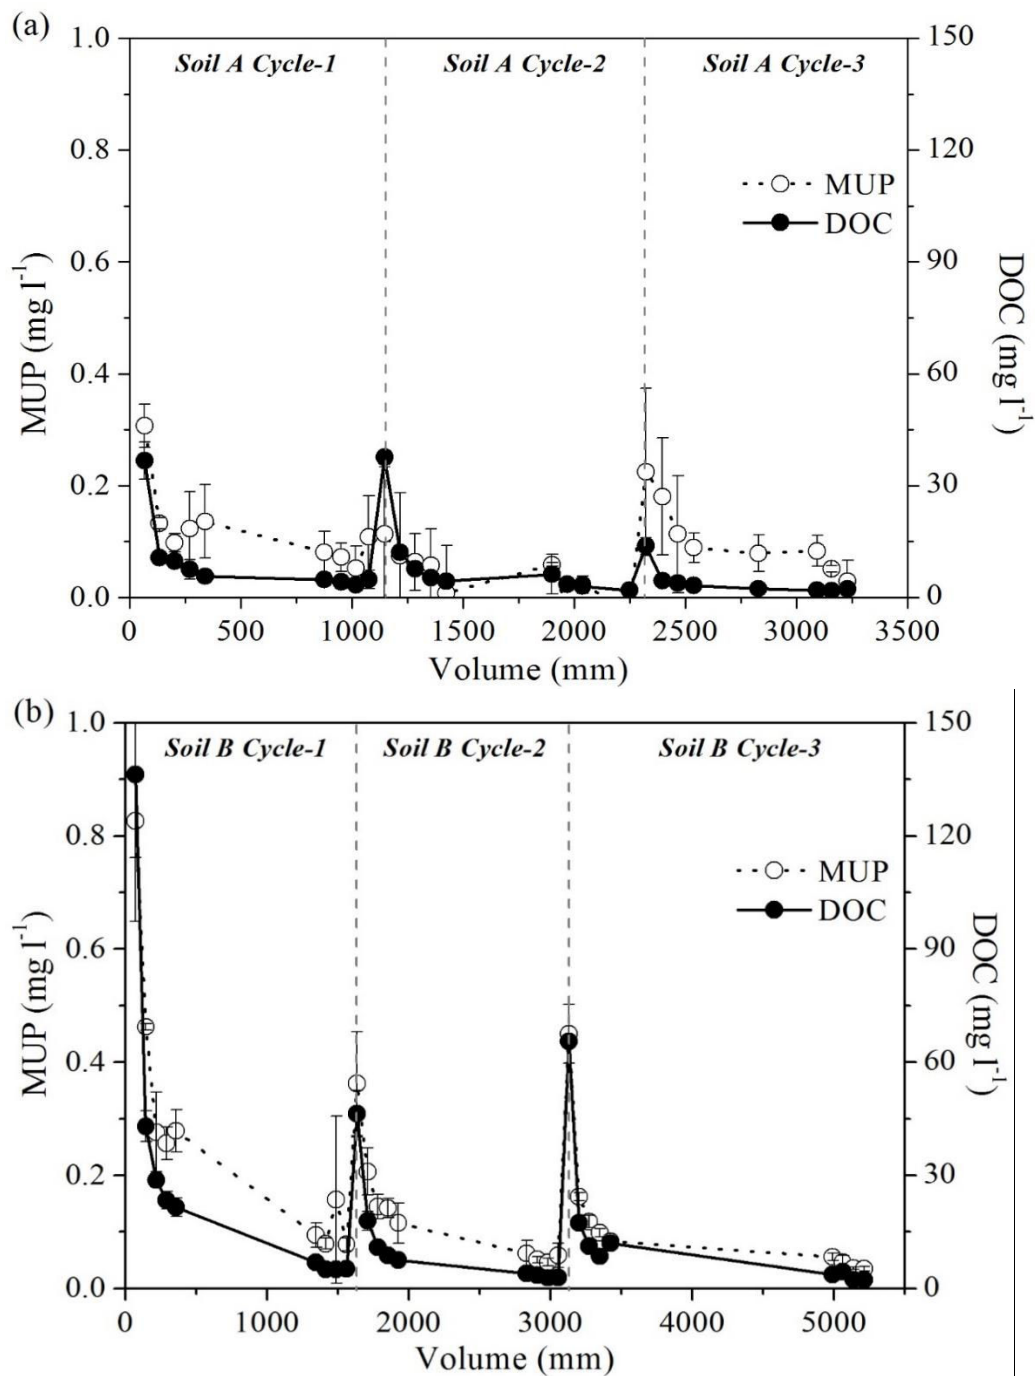 (a)
1.0
0.8
0.6
0.4
0.2
0.0
MUP (mg l⁻¹)
Soil A Cycle-1
Soil A Cycle-2
Soil A Cycle-3
MUP
DOC
150
120
90
60
30
0
DOC (mg l⁻¹)
0 500 1000 1500 2000 2500 3000 3500
Volume (mm)
(b)
1.0
0.8
0.6
0.4
0.2
0.0
MUP (mg l⁻¹)
Soil B Cycle-1
Soil B Cycle-2
Soil B Cycle-3
MUP
DOC
150
120
90
60
30
0
DOC (mg l⁻¹)
0 1000 2000 3000 4000 5000
Volume (mm)